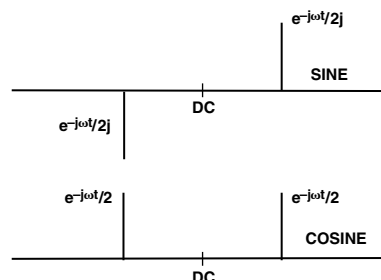 e–jωt/2j
SINE
DC
e–jωt/2j
e–jωt/2
e–jωt/2
COSINE
DC